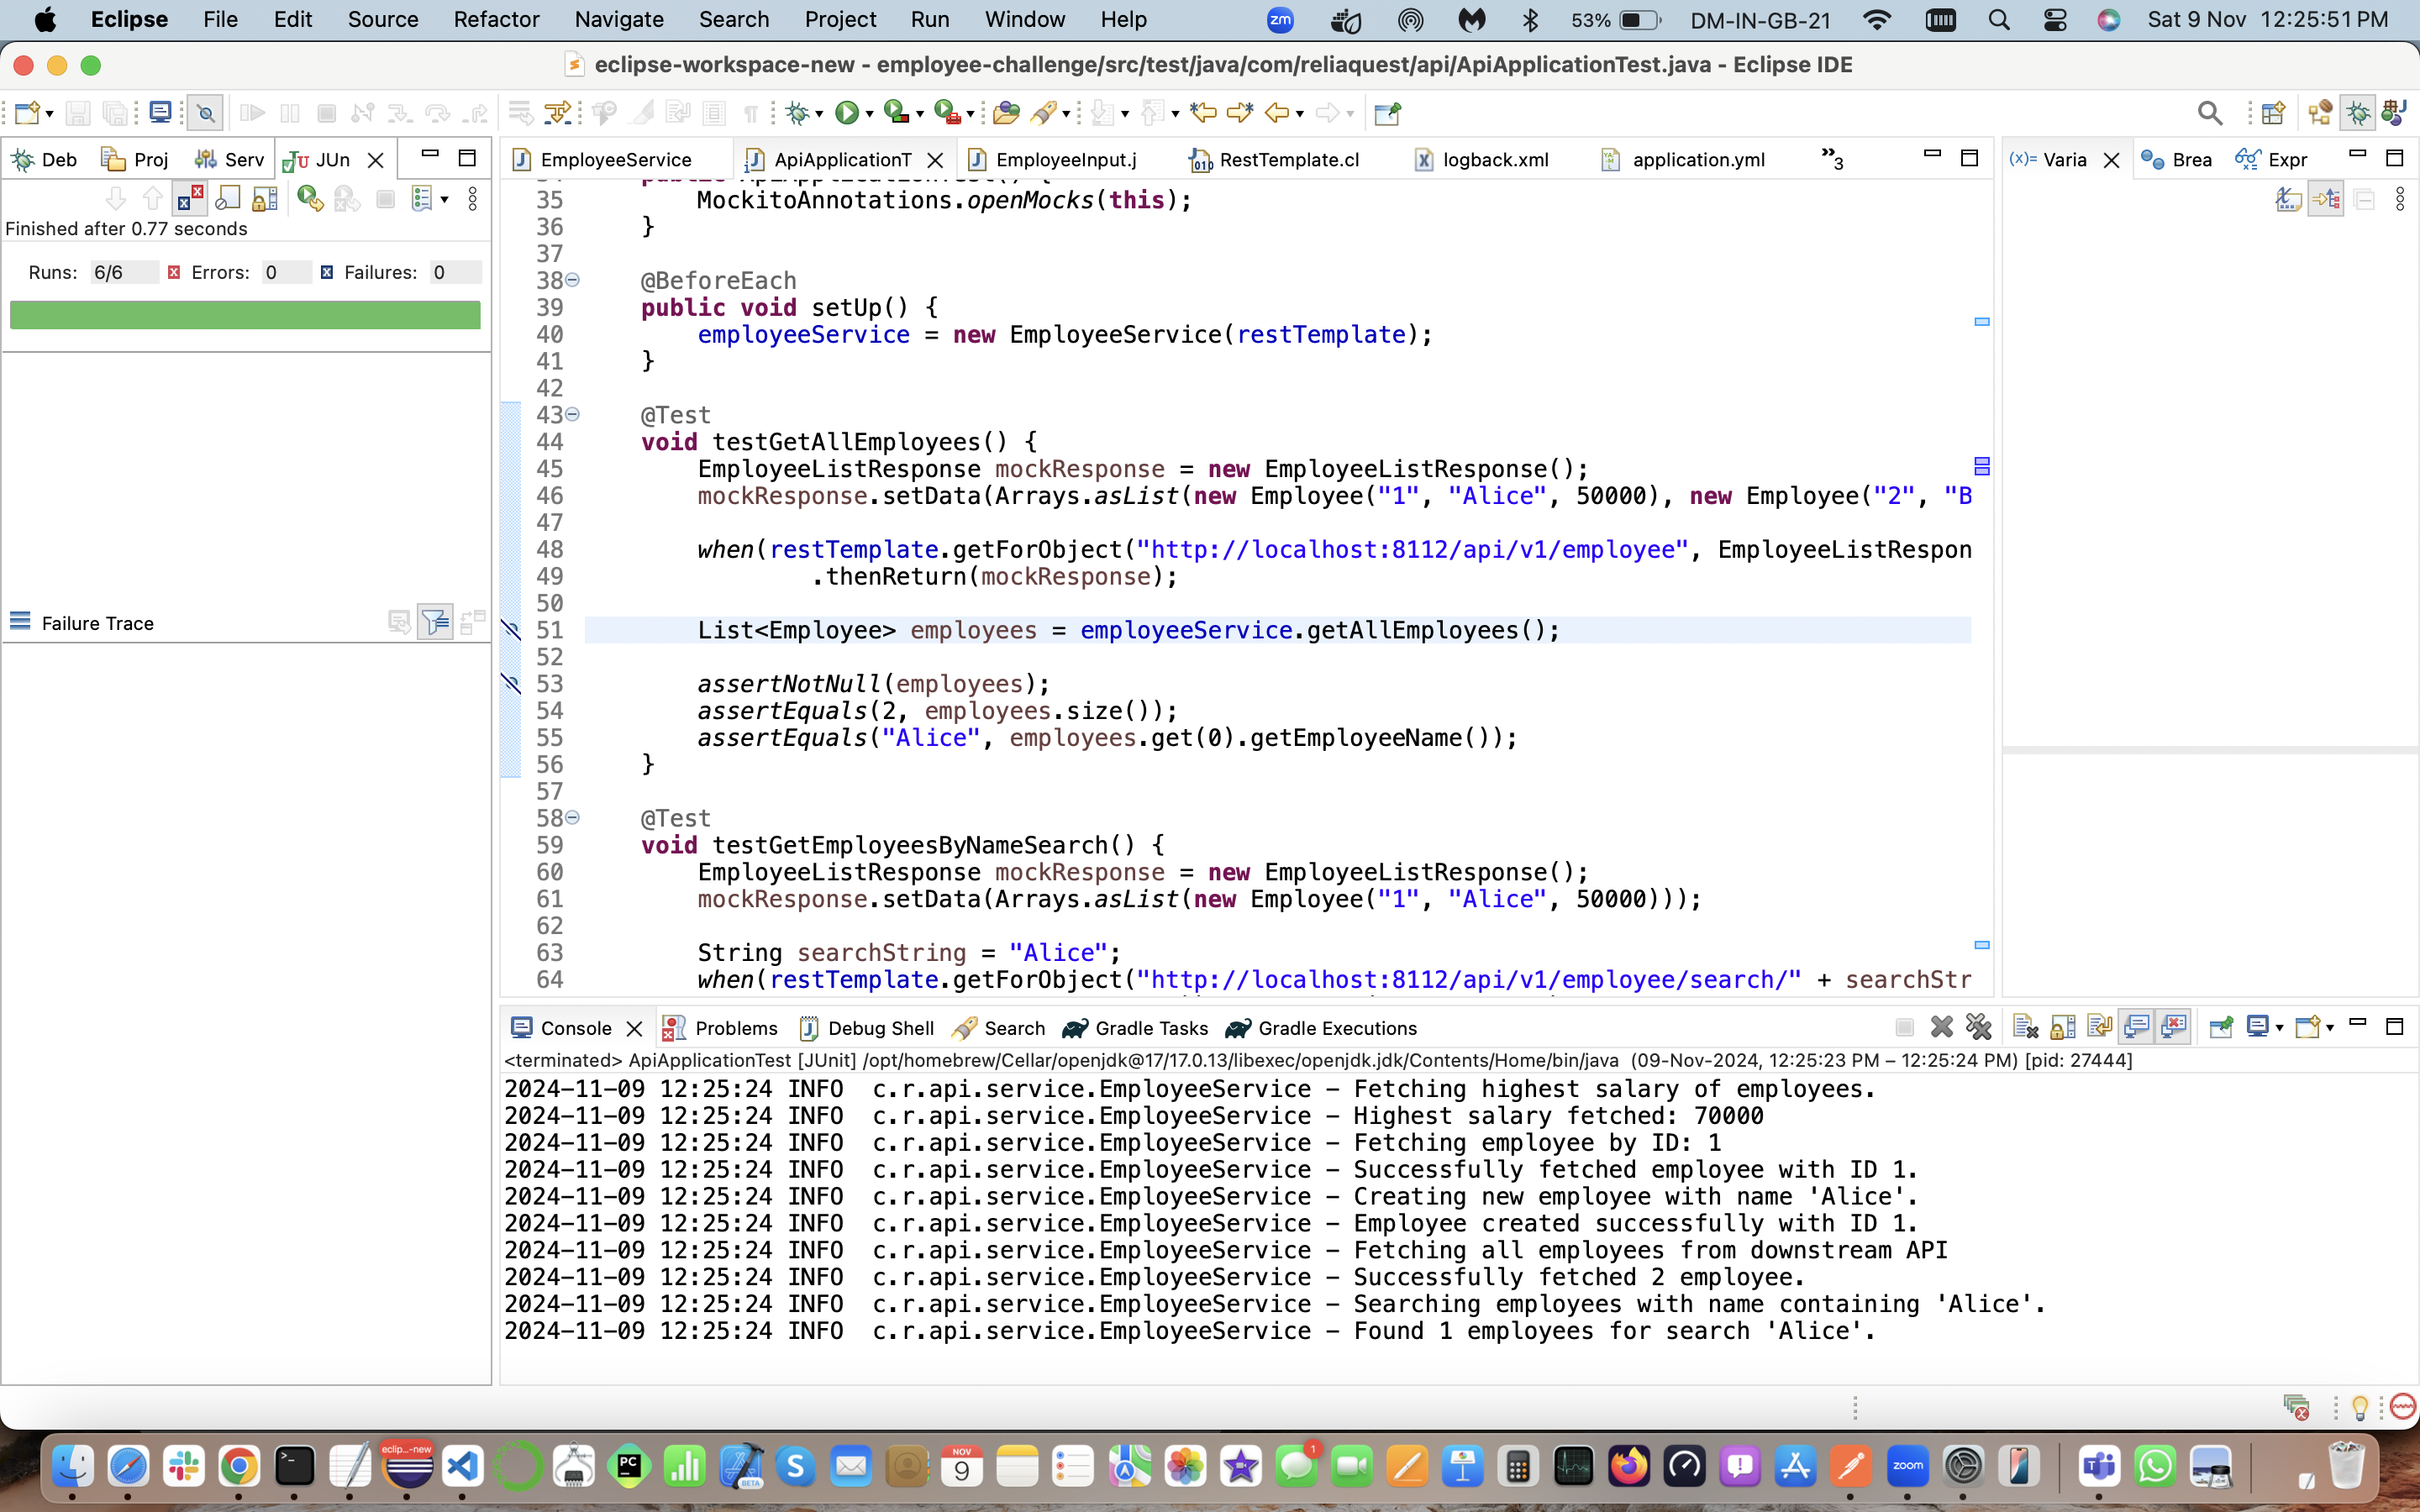 Eclipse File Edit Source Refactor Navigate Search Project Run Window Help zm 53% DM-IN-GB-21 Sat 9 Nov 12:25:51 PM
eclipse-workspace-new - employee-challenge/src/test/java/com/reliaquest/api/ApiApplicationTest.java - Eclipse IDE
Deb Proj Serv JUn
Finished after 0.77 seconds
Runs: 6/6 Errors: 0 Failures: 0
Failure Trace
EmployeeService ApiApplicationT EmployeeInput.j RestTemplate.cl logback.xml application.yml »3
35 MockitoAnnotations.openMocks(this);
36 }
37
38 @BeforeEach
39 public void setUp() {
40 employeeService = new EmployeeService(restTemplate);
41 }
42
43 @Test
44 void testGetAllEmployees() {
45 EmployeeListResponse mockResponse = new EmployeeListResponse();
46 mockResponse.setData(Arrays.asList(new Employee("1", "Alice", 50000), new Employee("2", "B
47
48 when(restTemplate.getForObject("http://localhost:8112/api/v1/employee", EmployeeListRespon
49 .thenReturn(mockResponse);
50
51 List<Employee> employees = employeeService.getAllEmployees();
52
53 assertNotNull(employees);
54 assertEquals(2, employees.size());
55 assertEquals("Alice", employees.get(0).getEmployeeName());
56 }
57
58 @Test
59 void testGetEmployeesByNameSearch() {
60 EmployeeListResponse mockResponse = new EmployeeListResponse();
61 mockResponse.setData(Arrays.asList(new Employee("1", "Alice", 50000)));
62
63 String searchString = "Alice";
64 when(restTemplate.getForObject("http://localhost:8112/api/v1/employee/search/" + searchStr
(x)= Varia Brea Expr
Console Problems Debug Shell Search Gradle Tasks Gradle Executions
<terminated> ApiApplicationTest [JUnit] /opt/homebrew/Cellar/openjdk@17/17.0.13/libexec/openjdk.jdk/Contents/Home/bin/java (09-Nov-2024, 12:25:23 PM – 12:25:24 PM) [pid: 27444]
2024-11-09 12:25:24 INFO c.r.api.service.EmployeeService – Fetching highest salary of employees.
2024-11-09 12:25:24 INFO c.r.api.service.EmployeeService – Highest salary fetched: 70000
2024-11-09 12:25:24 INFO c.r.api.service.EmployeeService – Fetching employee by ID: 1
2024-11-09 12:25:24 INFO c.r.api.service.EmployeeService – Successfully fetched employee with ID 1.
2024-11-09 12:25:24 INFO c.r.api.service.EmployeeService – Creating new employee with name 'Alice'.
2024-11-09 12:25:24 INFO c.r.api.service.EmployeeService – Employee created successfully with ID 1.
2024-11-09 12:25:24 INFO c.r.api.service.EmployeeService – Fetching all employees from downstream API
2024-11-09 12:25:24 INFO c.r.api.service.EmployeeService – Successfully fetched 2 employee.
2024-11-09 12:25:24 INFO c.r.api.service.EmployeeService – Searching employees with name containing 'Alice'.
2024-11-09 12:25:24 INFO c.r.api.service.EmployeeService – Found 1 employees for search 'Alice'.
eclip...-new PC BETA S NOV 9 1 zoom